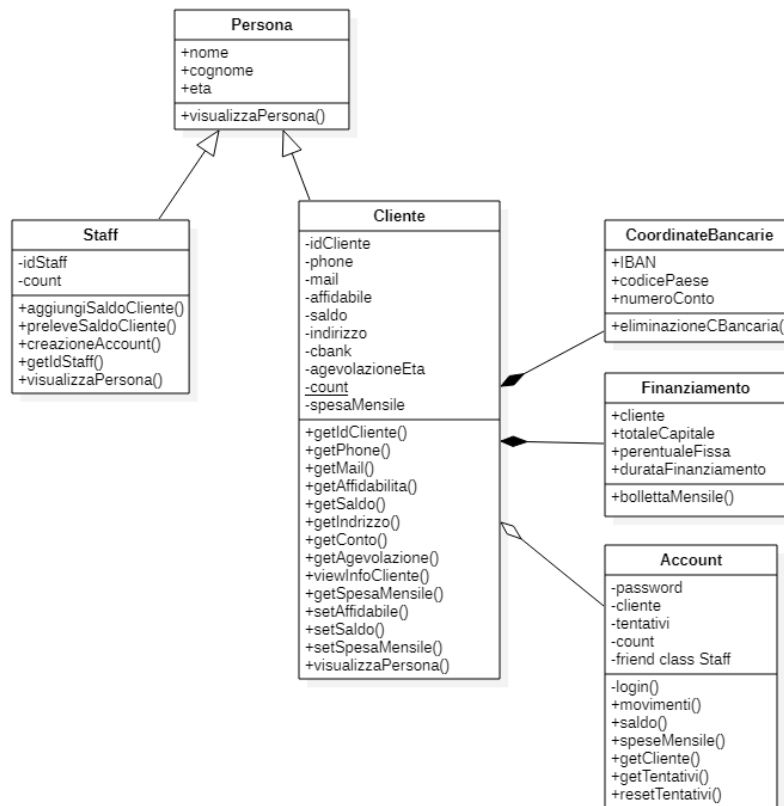 Persona
+nome
+cognome
+eta
+visualizzaPersona()
Staff
-idStaff
-count
+aggiungiSaldoCliente()
+preleveSaldoCliente()
+creazioneAccount()
+getIdStaff()
+visualizzaPersona()
Cliente
-idCliente
-phone
-mail
-affidabile
-saldo
-indirizzo
-cbank
-agevolazioneEta
-count
-spesaMensile
+getIdCliente()
+getPhone()
+getMail()
+getAffidabilita()
+getSaldo()
+getIndrizzo()
+getConto()
+getAgevolazione()
+viewInfoCliente()
+getSpesaMensile()
+setAffidabile()
+setSaldo()
+setSpesaMensile()
+visualizzaPersona()
CoordinateBancarie
+IBAN
+codicePaese
+numeroConto
+eliminazioneCBancaria(
Finanziamento
+cliente
+totaleCapitale
+perentualeFissa
+durataFinanziamento
+bollettaMensile()
Account
-password
-cliente
-tentativi
-count
-friend class Staff
-login()
+movimenti()
+saldo()
+speseMensile()
+getCliente()
+getTentativi()
+resetTentativi()